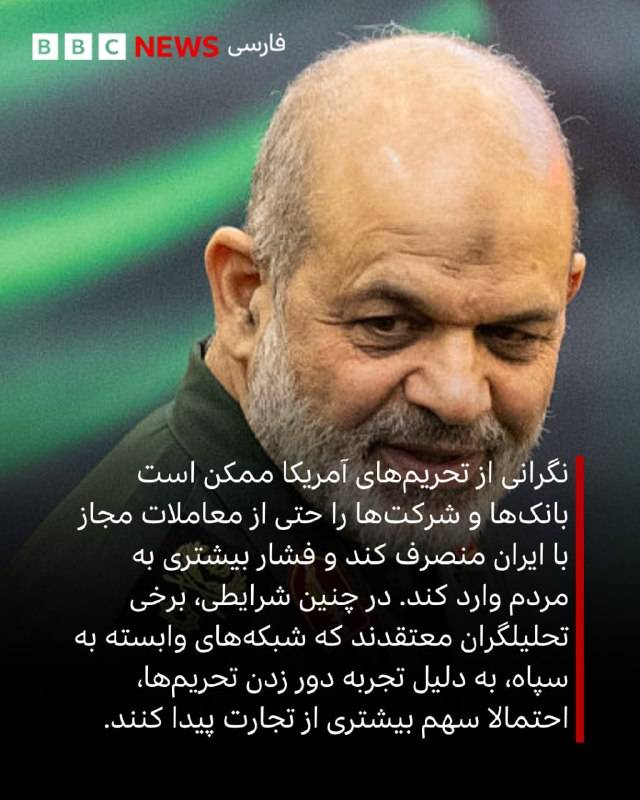 BBC NEWS فارسی
نگرانی از تحریم‌های آمریکا ممکن است
بانک‌ها و شرکت‌ها را حتی از معاملات مجاز
با ایران منصرف کند و فشار بیشتری به
مردم وارد کند. در چنین شرایطی، برخی
تحلیلگران معتقدند که شبکه‌های وابسته به
سپاه، به دلیل تجربه دور زدن تحریم‌ها،
احتمالا سهم بیشتری از تجارت پیدا کنند.